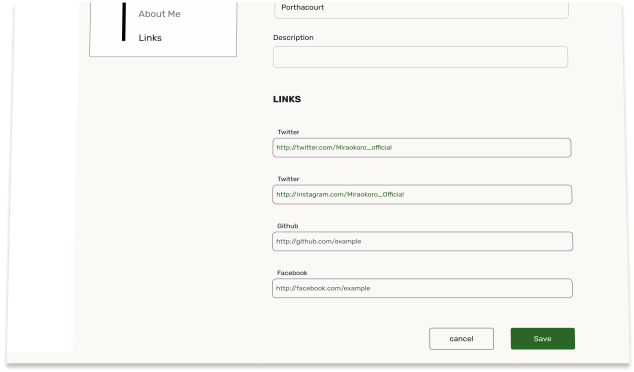 About Me
Links
Porthacourt
Description
LINKS
Twitter
http://twitter.com/Miraokoro_official
Twitter
http://instagram.com/Miraokoro_Official
Github
http://github.com/example
Facebook
http://facebook.com/example
cancel
Save